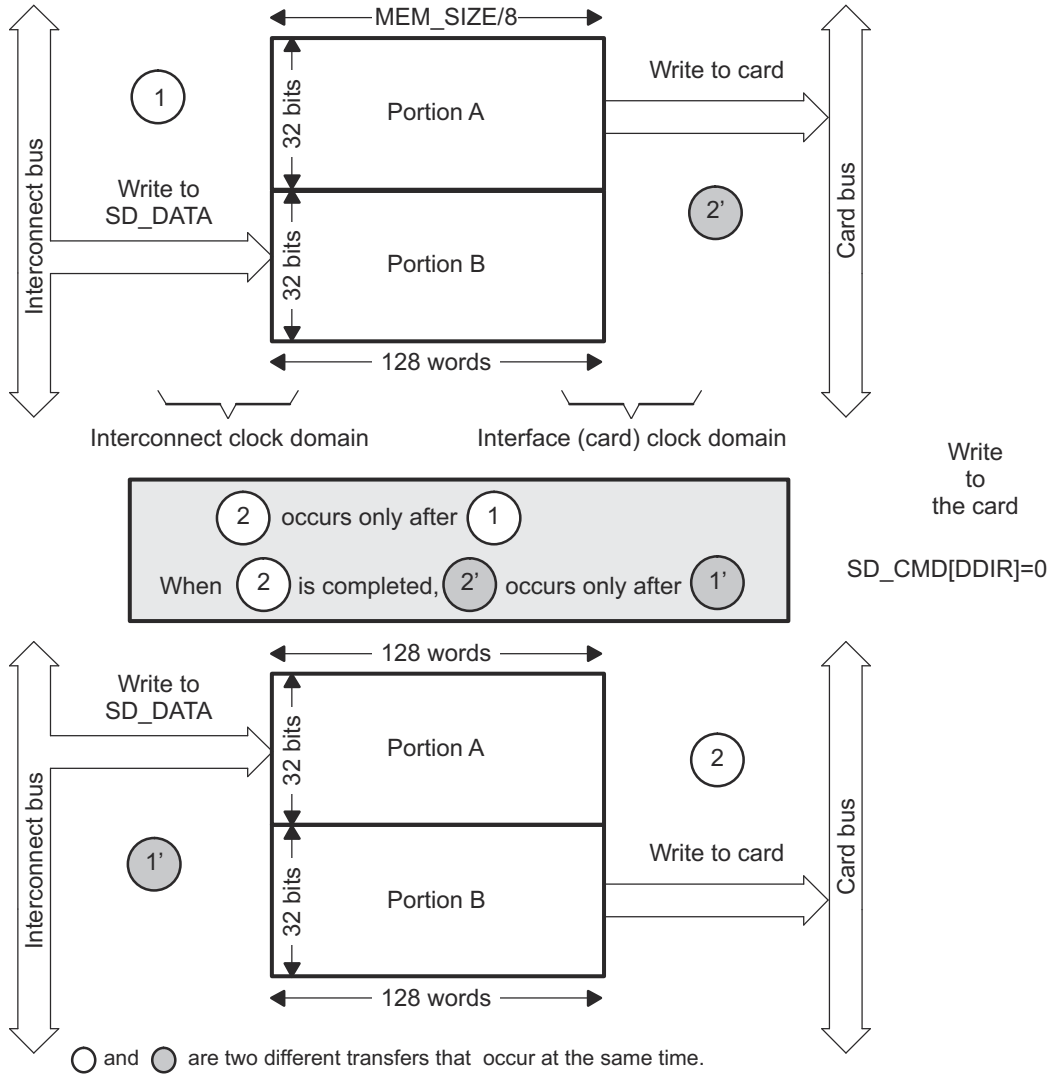 MEM_SIZE/8
Interconnect bus
1
Write to
SD_DATA
32 bits
Portion A
32 bits
Portion B
Write to card
2’
Card bus
128 words
Interconnect clock domain
Interface (card) clock domain
Write
to
the card
SD_CMD[DDIR]=0
2 occurs only after 1
When 2 is completed, 2’ occurs only after 1’
128 words
Interconnect bus
Write to
SD_DATA
1’
32 bits
Portion A
32 bits
Portion B
2
Write to card
Card bus
128 words
and are two different transfers that occur at the same time.